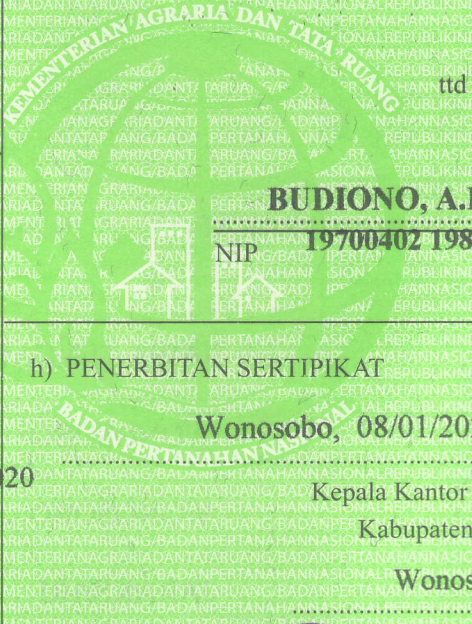 KEMENTERIAN AGRARIA DAN TATA RUANG
ttd
BUDIONO, A.
NIP 19700402 198
h) PENERBITAN SERTIPIKAT
BADAN PERTANAHAN NASIONAL
Wonosobo, 08/01/20
020
Kepala Kantor
Kabupaten
Wonos